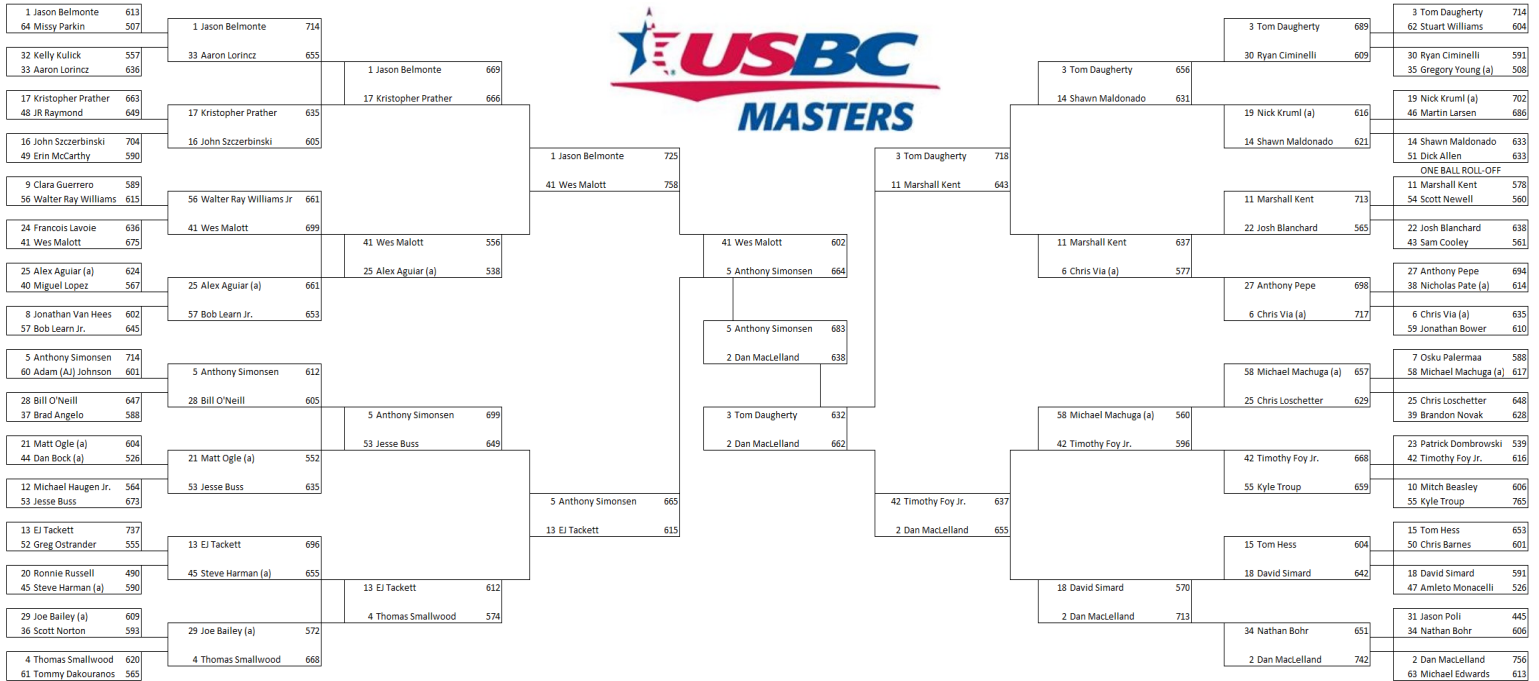 1 Jason Belmonte 613
64 Missy Parkin 507
32 Kelly Kulick 557
33 Aaron Lorincz 636
17 Kristopher Prather 663
48 JR Raymond 649
16 John Szczerbinski 704
49 Erin McCarthy 590
9 Clara Guerrero 589
56 Walter Ray Williams 615
24 Francois Lavoie 636
41 Wes Malott 675
25 Alex Aguiar (a) 624
40 Miguel Lopez 567
8 Jonathan Van Hees 602
57 Bob Learn Jr. 645
5 Anthony Simonsen 714
60 Adam (AJ) Johnson 601
28 Bill O'Neill 647
37 Brad Angelo 588
21 Matt Ogle (a) 604
44 Dan Bock (a) 526
12 Michael Haugen Jr. 564
53 Jesse Buss 673
13 EJ Tackett 737
52 Greg Ostrander 555
20 Ronnie Russell 490
45 Steve Harman (a) 590
29 Joe Bailey (a) 609
36 Scott Norton 593
4 Thomas Smallwood 620
61 Tommy Dakouranos 565
1 Jason Belmonte 714
33 Aaron Lorincz 655
17 Kristopher Prather 635
16 John Szczerbinski 605
56 Walter Ray Williams Jr 661
41 Wes Malott 699
25 Alex Aguiar (a) 661
57 Bob Learn Jr. 653
5 Anthony Simonsen 612
28 Bill O'Neill 605
21 Matt Ogle (a) 552
53 Jesse Buss 635
13 EJ Tackett 696
45 Steve Harman (a) 655
29 Joe Bailey (a) 572
4 Thomas Smallwood 668
1 Jason Belmonte 669
17 Kristopher Prather 666
41 Wes Malott 556
25 Alex Aguiar (a) 538
5 Anthony Simonsen 699
53 Jesse Buss 649
13 EJ Tackett 612
4 Thomas Smallwood 574
1 Jason Belmonte 725
41 Wes Malott 758
5 Anthony Simonsen 665
13 EJ Tackett 615
USBC
MASTERS
41 Wes Malott 602
5 Anthony Simonsen 664
5 Anthony Simonsen 683
2 Dan MacLelland 638
3 Tom Daugherty 632
2 Dan MacLelland 662
3 Tom Daugherty 718
11 Marshall Kent 643
42 Timothy Foy Jr. 637
2 Dan MacLelland 655
3 Tom Daugherty 656
14 Shawn Maldonado 631
11 Marshall Kent 637
6 Chris Via (a) 577
58 Michael Machuga (a) 560
42 Timothy Foy Jr. 596
18 David Simard 570
2 Dan MacLelland 713
3 Tom Daugherty 689
30 Ryan Ciminelli 609
19 Nick Kruml (a) 616
14 Shawn Maldonado 621
11 Marshall Kent 713
22 Josh Blanchard 565
27 Anthony Pepe 698
6 Chris Via (a) 717
58 Michael Machuga (a) 657
25 Chris Loschetter 629
42 Timothy Foy Jr. 668
55 Kyle Troup 659
15 Tom Hess 604
18 David Simard 642
34 Nathan Bohr 651
2 Dan MacLelland 742
3 Tom Daugherty 714
62 Stuart Williams 604
30 Ryan Ciminelli 591
35 Gregory Young (a) 508
19 Nick Kruml (a) 702
46 Martin Larsen 686
14 Shawn Maldonado 633
51 Dick Allen 633
ONE BALL ROLL-OFF
11 Marshall Kent 578
54 Scott Newell 560
22 Josh Blanchard 638
43 Sam Cooley 561
27 Anthony Pepe 694
38 Nicholas Pate (a) 614
6 Chris Via (a) 635
59 Jonathan Bower 610
7 Osku Palermaa 588
58 Michael Machuga (a) 617
25 Chris Loschetter 648
39 Brandon Novak 628
23 Patrick Dombrowski 539
42 Timothy Foy Jr. 616
10 Mitch Beasley 606
55 Kyle Troup 765
15 Tom Hess 653
50 Chris Barnes 601
18 David Simard 591
47 Amleto Monacelli 526
31 Jason Poli 445
34 Nathan Bohr 606
2 Dan MacLelland 756
63 Michael Edwards 613